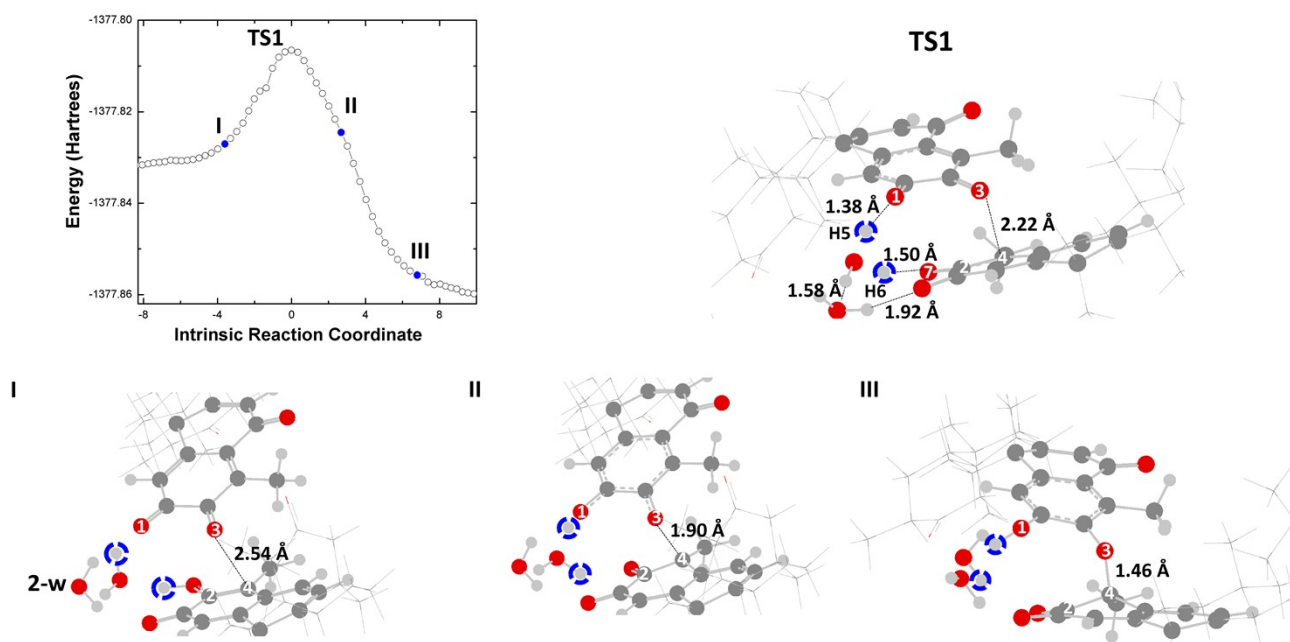 -1377.80
-1377.82
-1377.84
-1377.86
Energy (Hartrees)
TS1
I
II
III
-8
-4
0
4
8
Intrinsic Reaction Coordinate
TS1
1
3
1.38 Å
H5
2.22 Å
1.50 Å
7
2
4
H6
1.58 Å
1.92 Å
I
1
3
2.54 Å
2-w
2
4
II
1
3
1.90 Å
2
4
III
1
3
1.46 Å
2
4